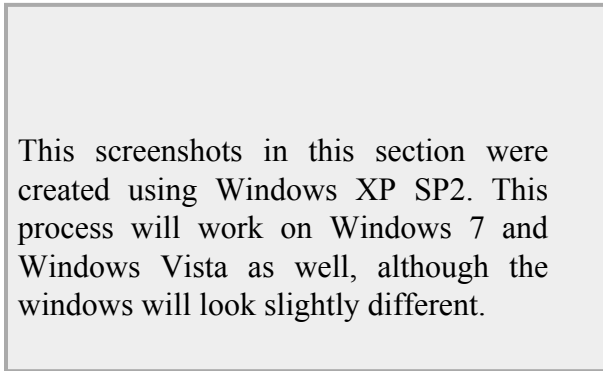 This screenshots in this section were
created using Windows XP SP2. This
process will work on Windows 7 and
Windows Vista as well, although the
windows will look slightly different.